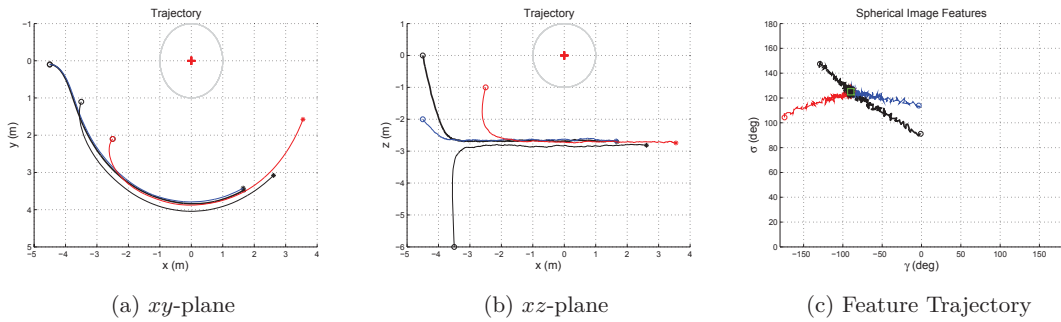 Trajectory
−1
0
1
2
3
4
5
y (m)
−5 −4 −3 −2 −1 0 1 2 3 4
x (m)
(a) xy-plane
Trajectory
1
0
−1
−2
−3
−4
−5
−6
z (m)
−5 −4 −3 −2 −1 0 1 2 3 4
x (m)
(b) xz-plane
Spherical Image Features
180
160
140
120
100
80
60
40
20
0
σ (deg)
−150 −100 −50 0 50 100 150
γ (deg)
(c) Feature Trajectory